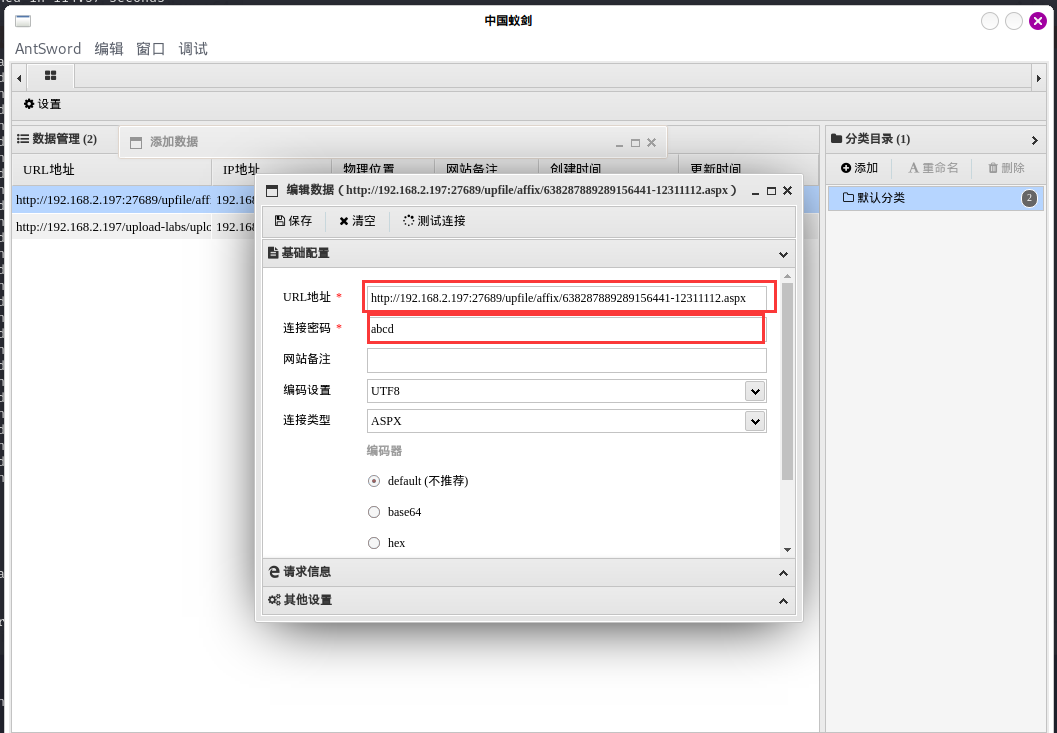 中国蚁剑
AntSword 编辑 窗口 调试
设置
数据管理 (2)
添加数据
分类目录 (1)
URL地址 IP地址 物理位置 网站备注 创建时间 更新时间
添加 重命名 删除
http://192.168.2.197:27689/upfile/aff 192.168
http://192.168.2.197/upload-labs/uplo 192.168
默认分类 2
编辑数据 ( http://192.168.2.197:27689/upfile/affix/638287889289156441-12311112.aspx )
保存 清空 测试连接
基础配置
URL地址 * http://192.168.2.197:27689/upfile/affix/638287889289156441-12311112.aspx
连接密码 * abcd
网站备注
编码设置 UTF8
连接类型 ASPX
编码器
default (不推荐)
base64
hex
请求信息
其他设置